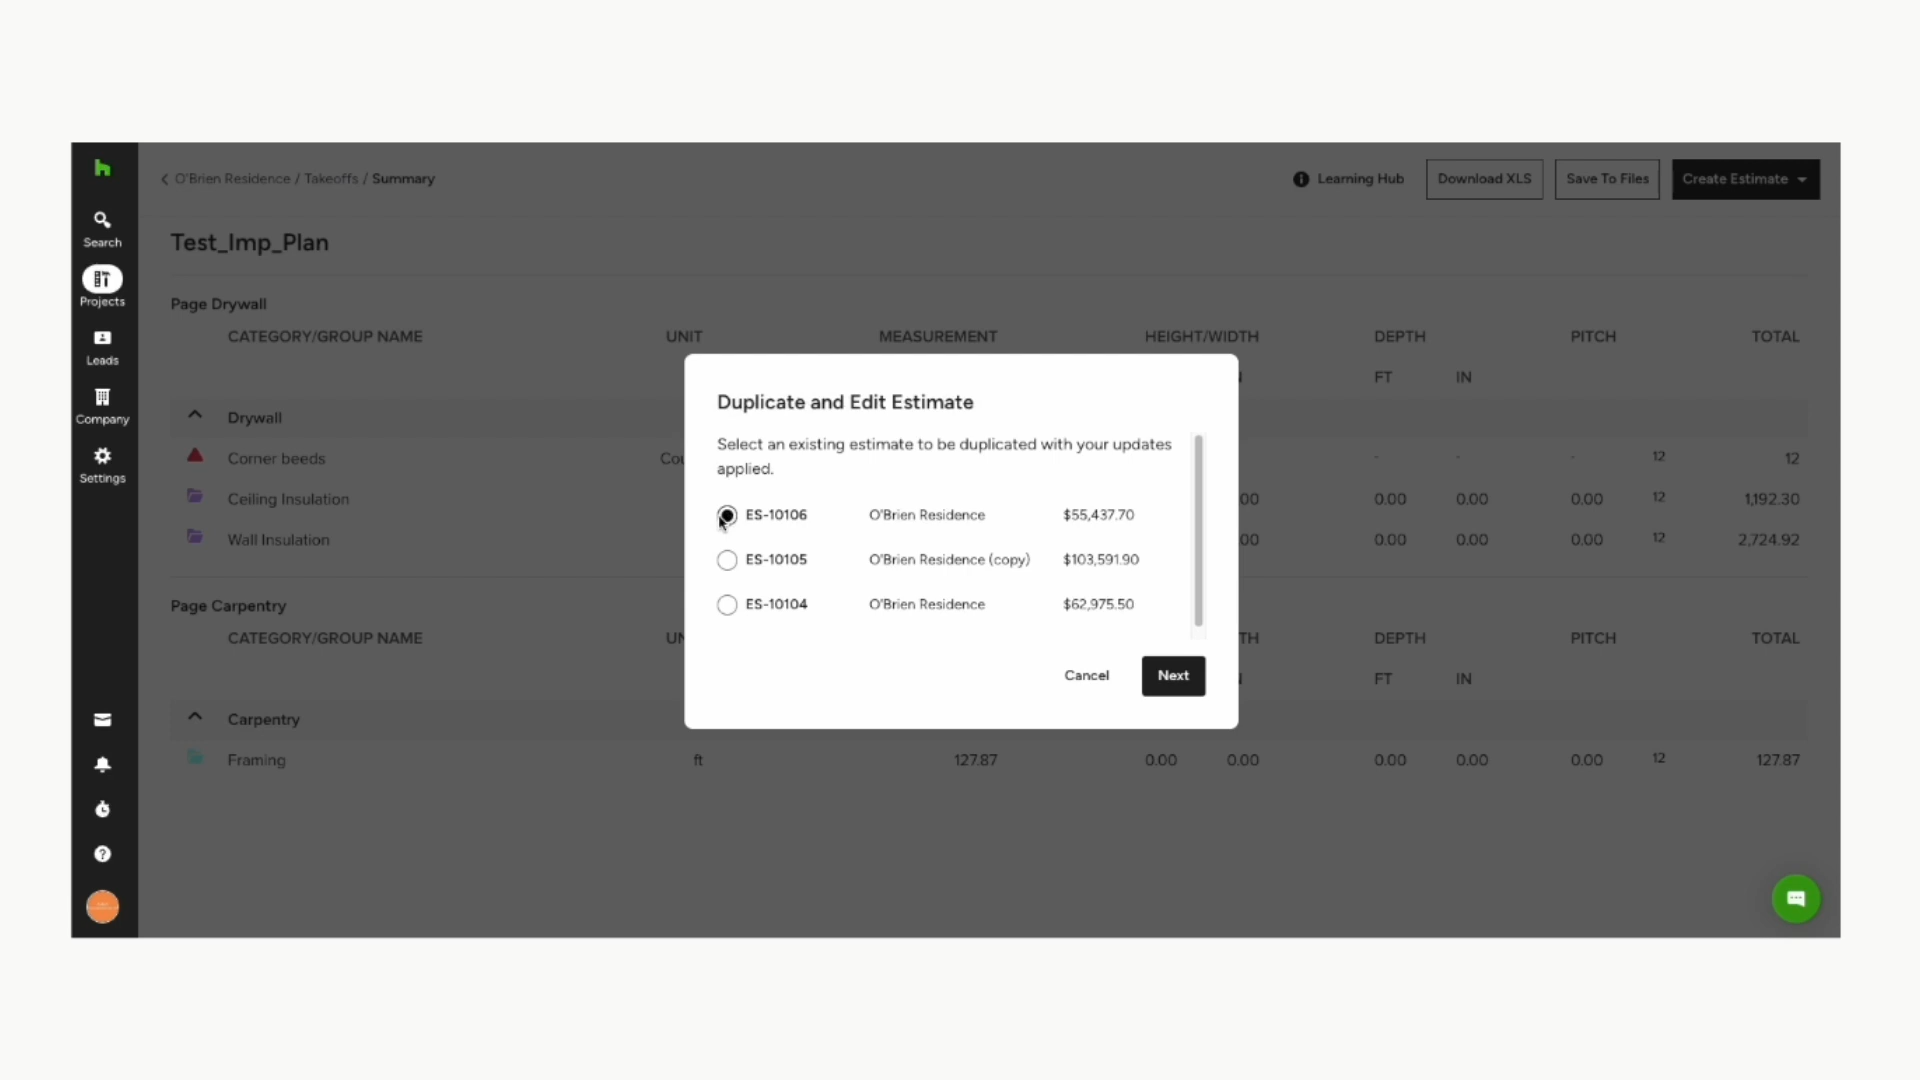 O'Brien Residence / Takeoffs / Summary
Learning Hub
Download XLS
Save To Files
Create Estimate
Search
Projects
Leads
Company
Settings
Test_Imp_Plan
Page Drywall
CATEGORY/GROUP NAME UNIT MEASUREMENT HEIGHT/WIDTH DEPTH PITCH TOTAL
FT IN
Drywall
Corner beeds Cou - - - 12 12
Ceiling Insulation 00 0.00 0.00 0.00 12 1,192.30
Wall Insulation 00 0.00 0.00 0.00 12 2,724.92
Page Carpentry
CATEGORY/GROUP NAME UN TH DEPTH PITCH TOTAL
FT IN
Carpentry
Framing ft 127.87 0.00 0.00 0.00 0.00 0.00 12 127.87
Duplicate and Edit Estimate
Select an existing estimate to be duplicated with your updates
applied.
ES-10106 O'Brien Residence $55,437.70
ES-10105 O'Brien Residence (copy) $103,591.90
ES-10104 O'Brien Residence $62,975.50
Cancel
Next